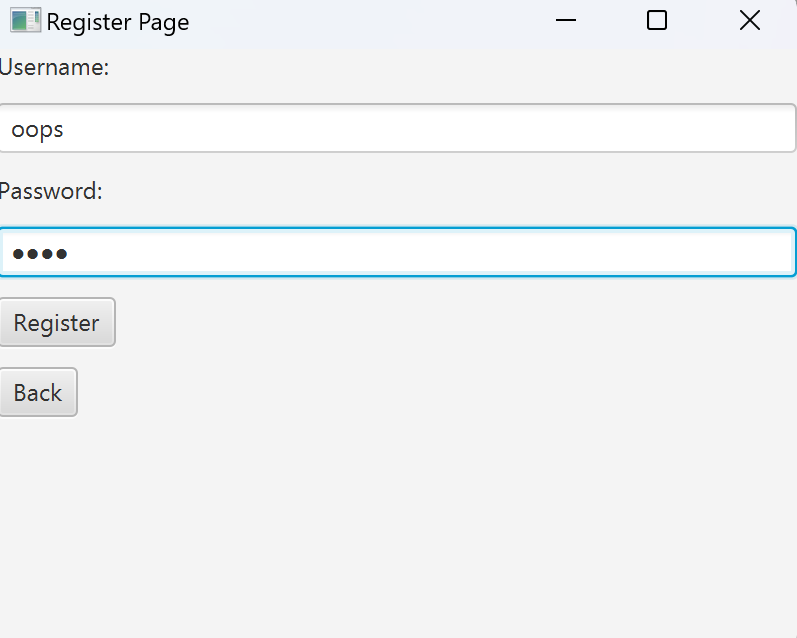 Register Page
Username:
oops
Password:
••••
Register
Back